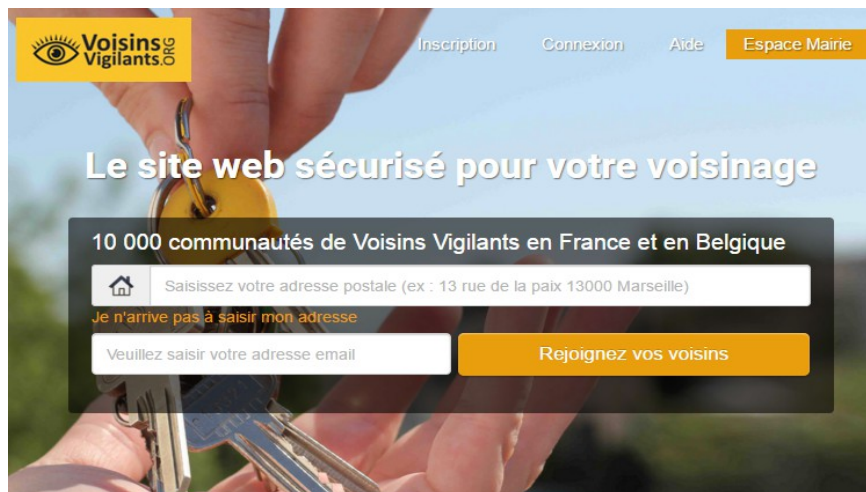 Voisins
Vigilants.ORG
Inscription
Connexion
Aide
Espace Mairie
Le site web sécurisé pour votre voisinage
10 000 communautés de Voisins Vigilants en France et en Belgique
Saisissez votre adresse postale (ex : 13 rue de la paix 13000 Marseille)
Je n'arrive pas à saisir mon adresse
Veuillez saisir votre adresse email
Rejoignez vos voisins